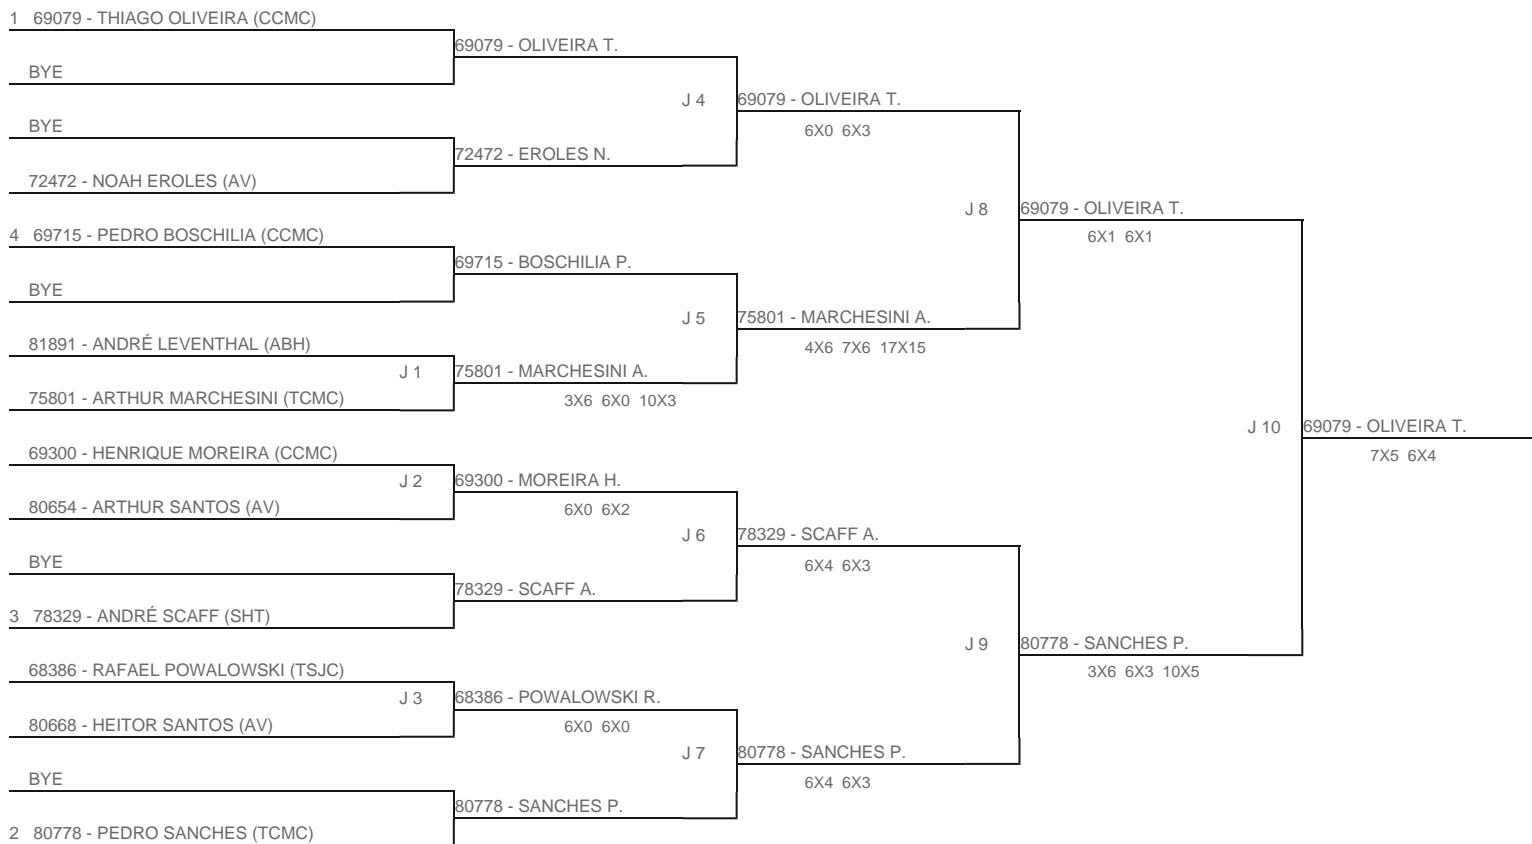 1 69079 - THIAGO OLIVEIRA (CCMC)
69079 - OLIVEIRA T.
BYE
J 4
69079 - OLIVEIRA T.
BYE
6X0 6X3
72472 - EROLES N.
72472 - NOAH EROLES (AV)
J 8
69079 - OLIVEIRA T.
4 69715 - PEDRO BOSCHILIA (CCMC)
6X1 6X1
69715 - BOSCHILIA P.
BYE
J 5
75801 - MARCHESINI A.
81891 - ANDRÉ LEVENTHAL (ABH)
4X6 7X6 17X15
J 1
75801 - MARCHESINI A.
75801 - ARTHUR MARCHESINI (TCMC)
3X6 6X0 10X3
J 10
69079 - OLIVEIRA T.
69300 - HENRIQUE MOREIRA (CCMC)
7X5 6X4
J 2
69300 - MOREIRA H.
80654 - ARTHUR SANTOS (AV)
6X0 6X2
J 6
78329 - SCAFF A.
BYE
6X4 6X3
78329 - SCAFF A.
3 78329 - ANDRÉ SCAFF (SHT)
J 9
80778 - SANCHES P.
68386 - RAFAEL POWALOWSKI (TSJC)
3X6 6X3 10X5
J 3
68386 - POWALOWSKI R.
80668 - HEITOR SANTOS (AV)
6X0 6X0
J 7
80778 - SANCHES P.
BYE
6X4 6X3
80778 - SANCHES P.
2 80778 - PEDRO SANCHES (TCMC)